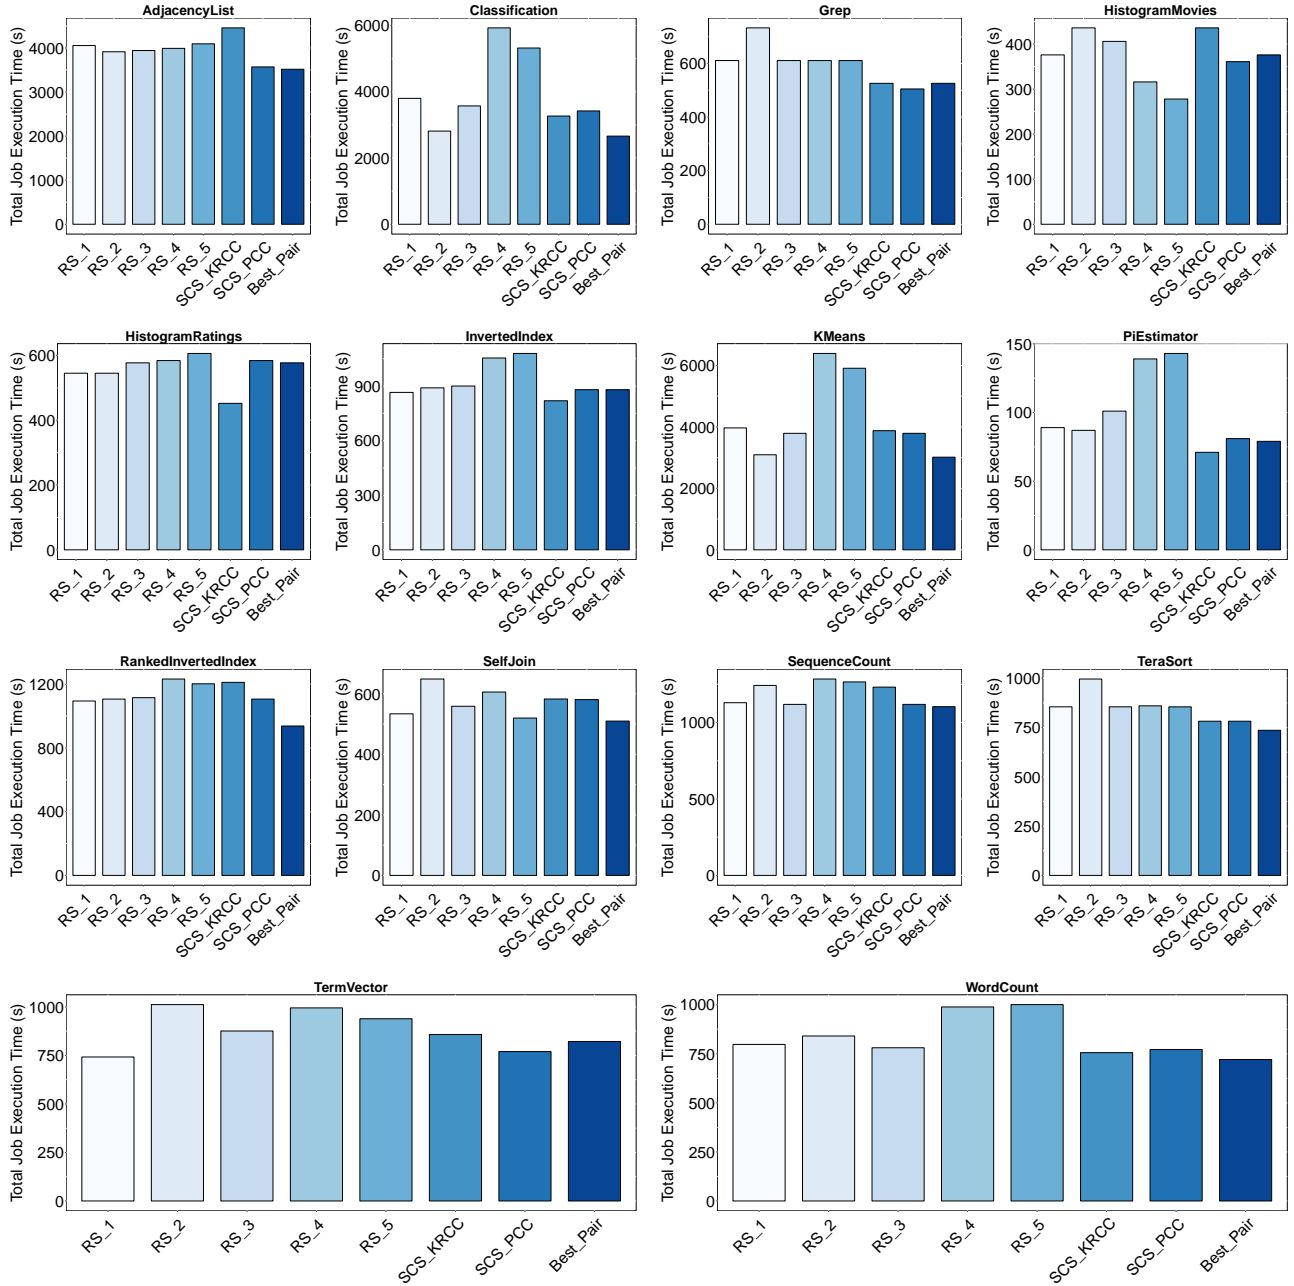 AdjacencyList
Total Job Execution Time (s)
4000
3000
2000
1000
0
RS_1
RS_2
RS_3
RS_4
RS_5
SCS_KRCC
SCS_PCC
Best_Pair
Classification
Total Job Execution Time (s)
6000
4000
2000
0
RS_1
RS_2
RS_3
RS_4
RS_5
SCS_KRCC
SCS_PCC
Best_Pair
Grep
Total Job Execution Time (s)
600
400
200
0
RS_1
RS_2
RS_3
RS_4
RS_5
SCS_KRCC
SCS_PCC
Best_Pair
HistogramMovies
Total Job Execution Time (s)
400
300
200
100
0
RS_1
RS_2
RS_3
RS_4
RS_5
SCS_KRCC
SCS_PCC
Best_Pair
HistogramRatings
Total Job Execution Time (s)
600
400
200
0
RS_1
RS_2
RS_3
RS_4
RS_5
SCS_KRCC
SCS_PCC
Best_Pair
InvertedIndex
Total Job Execution Time (s)
900
600
300
0
RS_1
RS_2
RS_3
RS_4
RS_5
SCS_KRCC
SCS_PCC
Best_Pair
KMeans
Total Job Execution Time (s)
6000
4000
2000
0
RS_1
RS_2
RS_3
RS_4
RS_5
SCS_KRCC
SCS_PCC
Best_Pair
PiEstimator
Total Job Execution Time (s)
150
100
50
0
RS_1
RS_2
RS_3
RS_4
RS_5
SCS_KRCC
SCS_PCC
Best_Pair
RankedInvertedIndex
Total Job Execution Time (s)
1200
800
400
0
RS_1
RS_2
RS_3
RS_4
RS_5
SCS_KRCC
SCS_PCC
Best_Pair
SelfJoin
Total Job Execution Time (s)
600
400
200
0
RS_1
RS_2
RS_3
RS_4
RS_5
SCS_KRCC
SCS_PCC
Best_Pair
SequenceCount
Total Job Execution Time (s)
1000
500
0
RS_1
RS_2
RS_3
RS_4
RS_5
SCS_KRCC
SCS_PCC
Best_Pair
TeraSort
Total Job Execution Time (s)
1000
750
500
250
0
RS_1
RS_2
RS_3
RS_4
RS_5
SCS_KRCC
SCS_PCC
Best_Pair
TermVector
Total Job Execution Time (s)
1000
750
500
250
0
RS_1
RS_2
RS_3
RS_4
RS_5
SCS_KRCC
SCS_PCC
Best_Pair
WordCount
Total Job Execution Time (s)
1000
750
500
250
0
RS_1
RS_2
RS_3
RS_4
RS_5
SCS_KRCC
SCS_PCC
Best_Pair